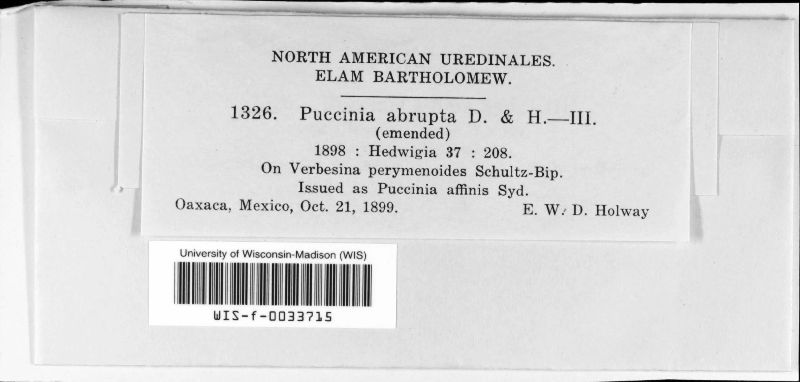 NORTH AMERICAN UREDINALES.
ELAM BARTHOLOMEW.
1326. Puccinia abrupta D. & H.—III.
(emended)
1898 : Hedwigia 37 : 208.
On Verbesina perymenoides Schultz-Bip.
Issued as Puccinia affinis Syd.
Oaxaca, Mexico, Oct. 21, 1899. E. W. D. Holway
University of Wisconsin-Madison (WIS)
WIS-f-0033715